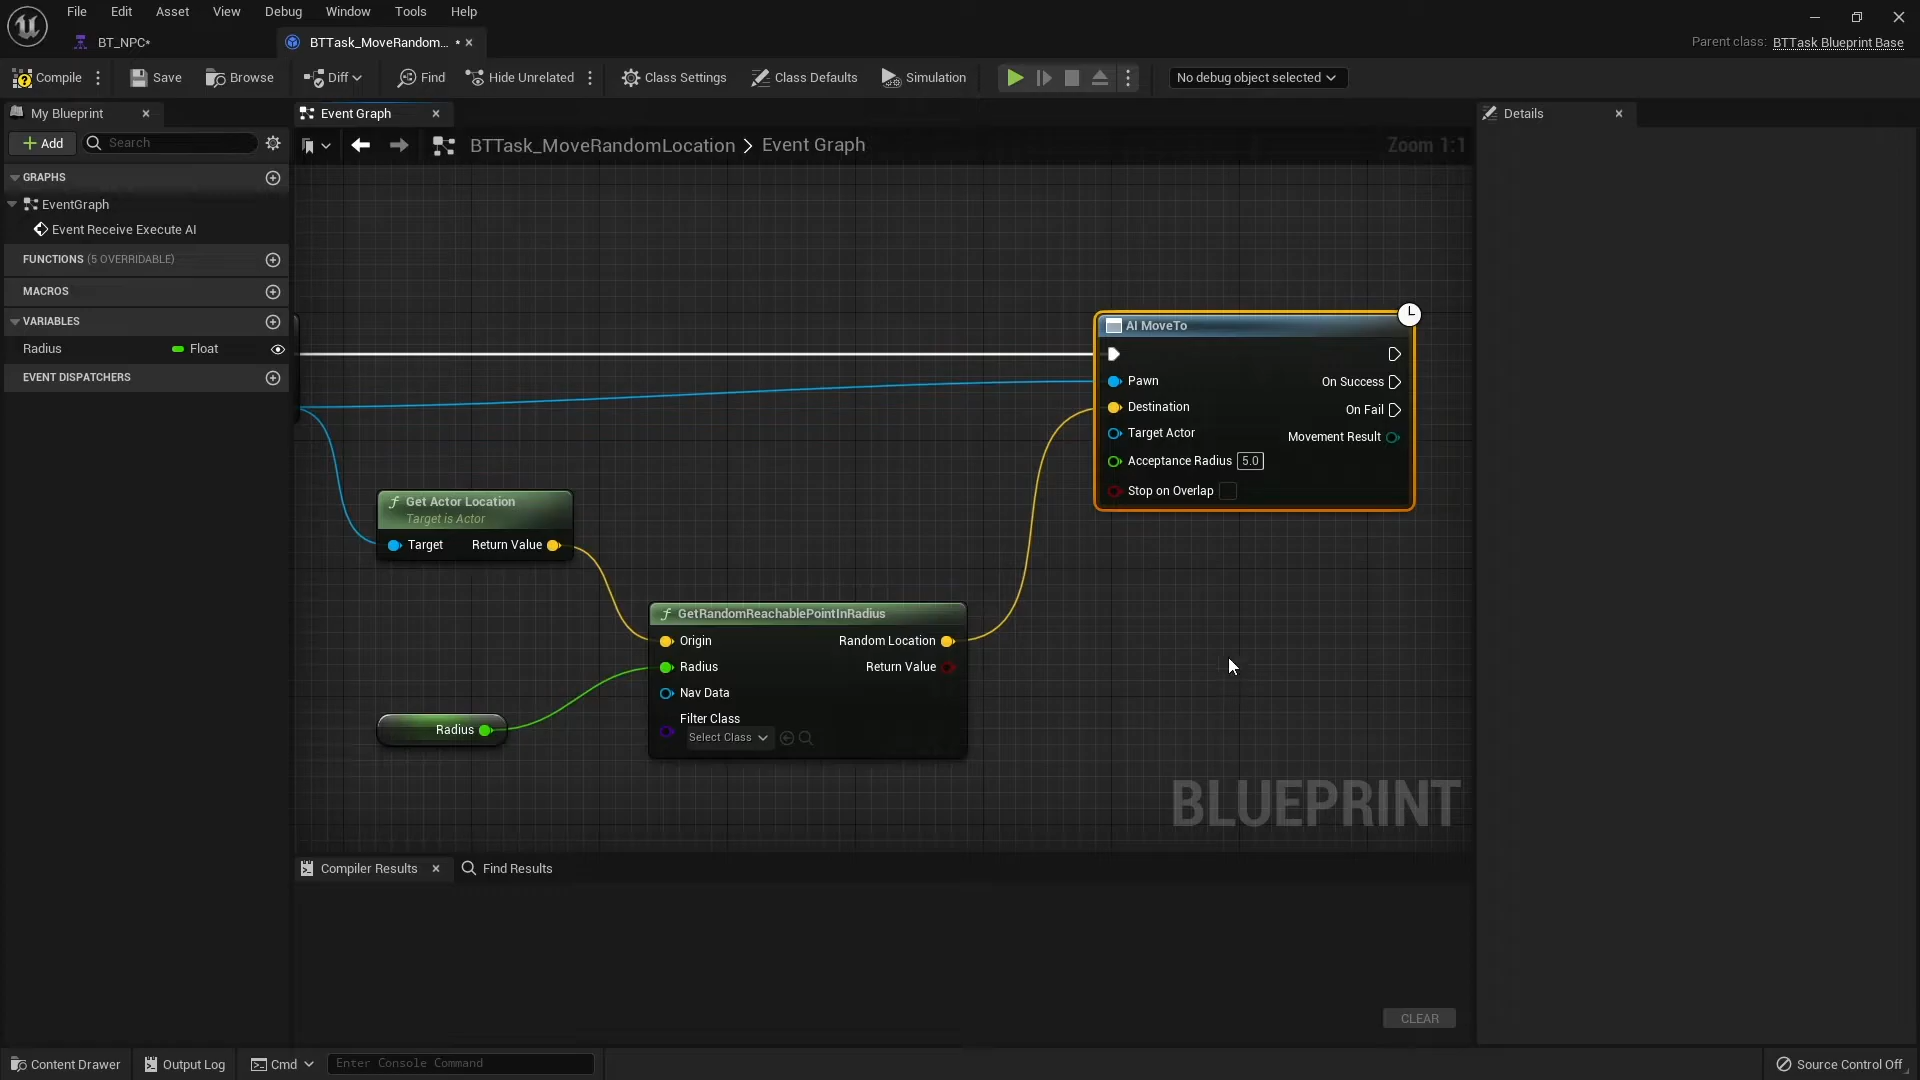 File Edit Asset View Debug Window Tools Help
BT_NPC*
BTTask_MoveRandom... *
Parent class: BTTask Blueprint Base
Compile Save Browse Diff Find Hide Unrelated Class Settings Class Defaults Simulation No debug object selected
My Blueprint
Event Graph
Details
Add
Search
BTTask_MoveRandomLocation > Event Graph
Zoom 1:1
GRAPHS
EventGraph
Event Receive Execute AI
FUNCTIONS (5 OVERRIDABLE)
MACROS
VARIABLES
Radius Float
EVENT DISPATCHERS
AI MoveTo
Pawn
On Success
Destination
On Fail
Target Actor
Movement Result
Acceptance Radius 5.0
Stop on Overlap
f Get Actor Location
Target is Actor
Target Return Value
f GetRandomReachablePointInRadius
Origin Random Location
Radius Return Value
Nav Data
Filter Class
Select Class
Radius
BLUEPRINT
Compiler Results
Find Results
CLEAR
Content Drawer Output Log Cmd Enter Console Command Source Control Off